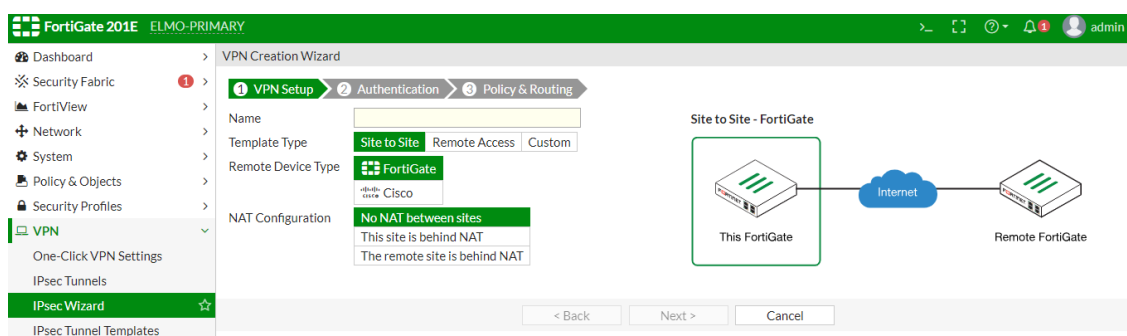 FortiGate 201E ELMO-PRIMARY >_ 1 admin
Dashboard
Security Fabric 1
FortiView
Network
System
Policy & Objects
Security Profiles
VPN
One-Click VPN Settings
IPsec Tunnels
IPsec Wizard
IPsec Tunnel Templates
VPN Creation Wizard
1 VPN Setup 2 Authentication 3 Policy & Routing
Name
Template Type Site to Site Remote Access Custom
Remote Device Type FortiGate
cisco Cisco
NAT Configuration No NAT between sites
This site is behind NAT
The remote site is behind NAT
Site to Site - FortiGate
Internet
This FortiGate Remote FortiGate
< Back Next > Cancel